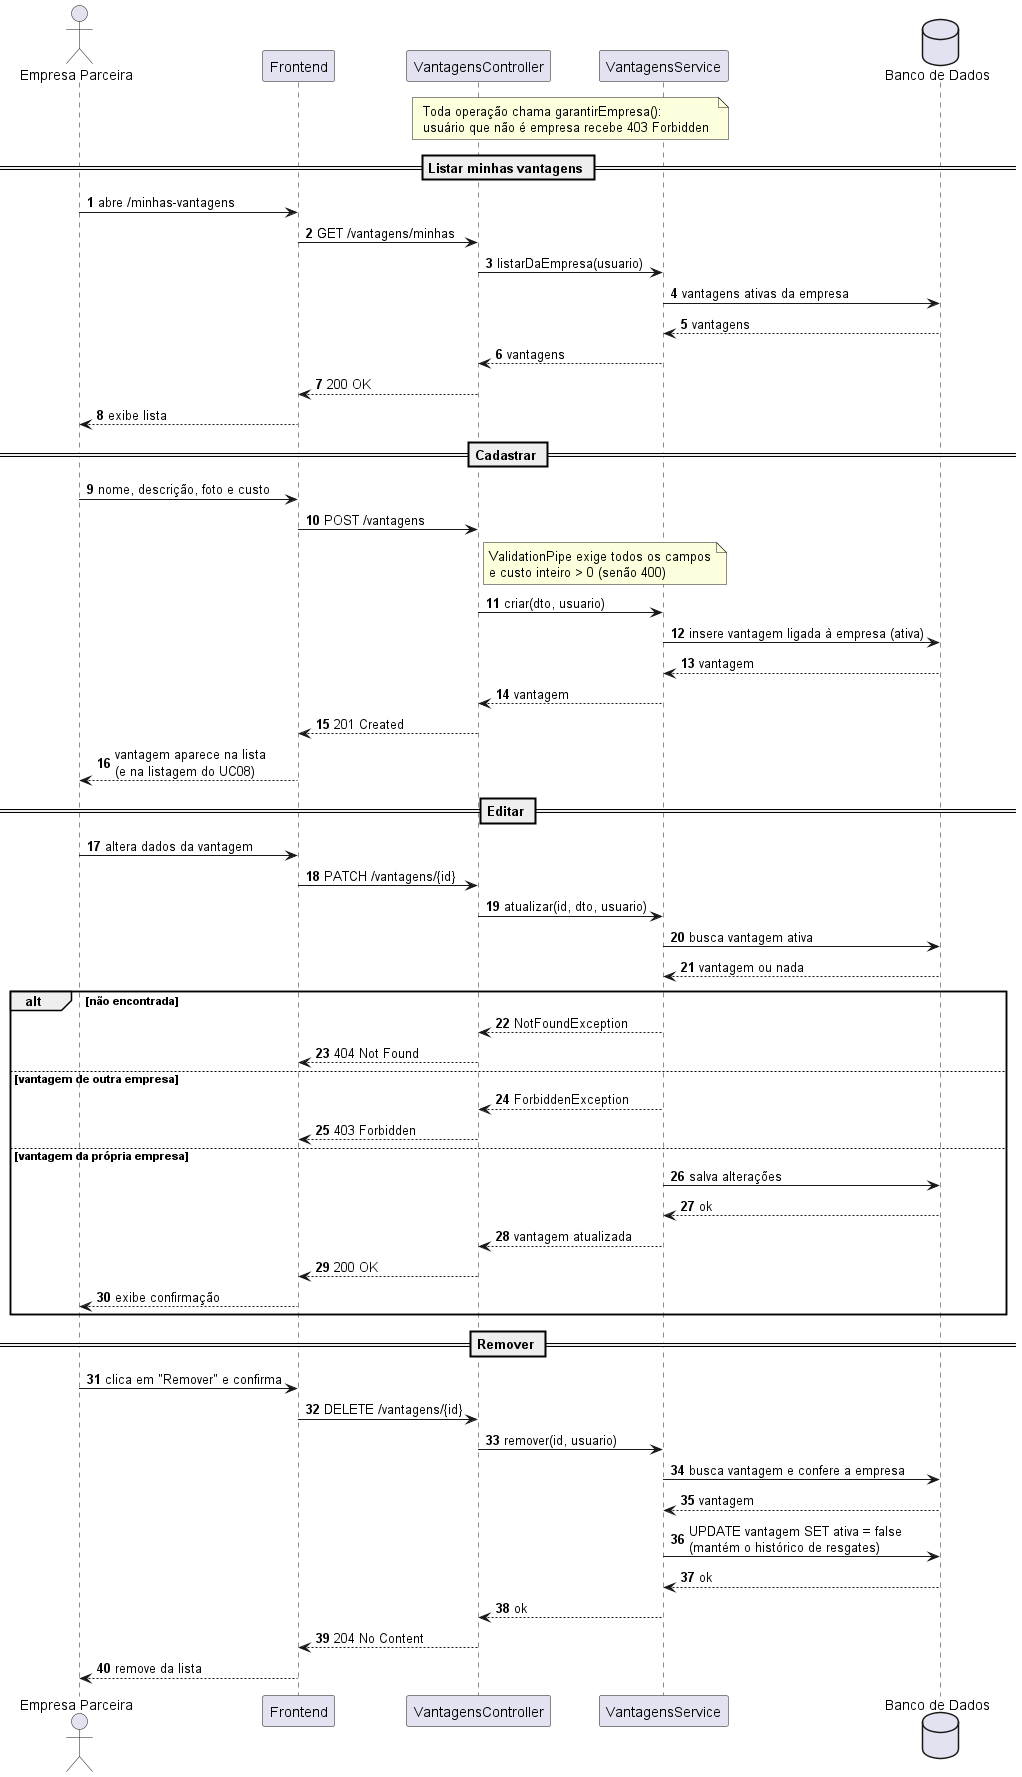 Empresa Parceira
Frontend
VantagensController
VantagensService
Banco de Dados
Toda operação chama garantirEmpresa():
usuário que não é empresa recebe 403 Forbidden
Listar minhas vantagens
1 abre /minhas-vantagens
2 GET /vantagens/minhas
3 listarDaEmpresa(usuario)
4 vantagens ativas da empresa
5 vantagens
6 vantagens
7 200 OK
8 exibe lista
Cadastrar
9 nome, descrição, foto e custo
10 POST /vantagens
ValidationPipe exige todos os campos
e custo inteiro > 0 (senão 400)
11 criar(dto, usuario)
12 insere vantagem ligada à empresa (ativa)
13 vantagem
14 vantagem
15 201 Created
16 vantagem aparece na lista
(e na listagem do UC08)
Editar
17 altera dados da vantagem
18 PATCH /vantagens/{id}
19 atualizar(id, dto, usuario)
20 busca vantagem ativa
21 vantagem ou nada
alt [não encontrada]
22 NotFoundException
23 404 Not Found
[vantagem de outra empresa]
24 ForbiddenException
25 403 Forbidden
[vantagem da própria empresa]
26 salva alterações
27 ok
28 vantagem atualizada
29 200 OK
30 exibe confirmação
Remover
31 clica em "Remover" e confirma
32 DELETE /vantagens/{id}
33 remover(id, usuario)
34 busca vantagem e confere a empresa
35 vantagem
36 UPDATE vantagem SET ativa = false
(mantém o histórico de resgates)
37 ok
38 ok
39 204 No Content
40 remove da lista
Empresa Parceira
Frontend
VantagensController
VantagensService
Banco de Dados